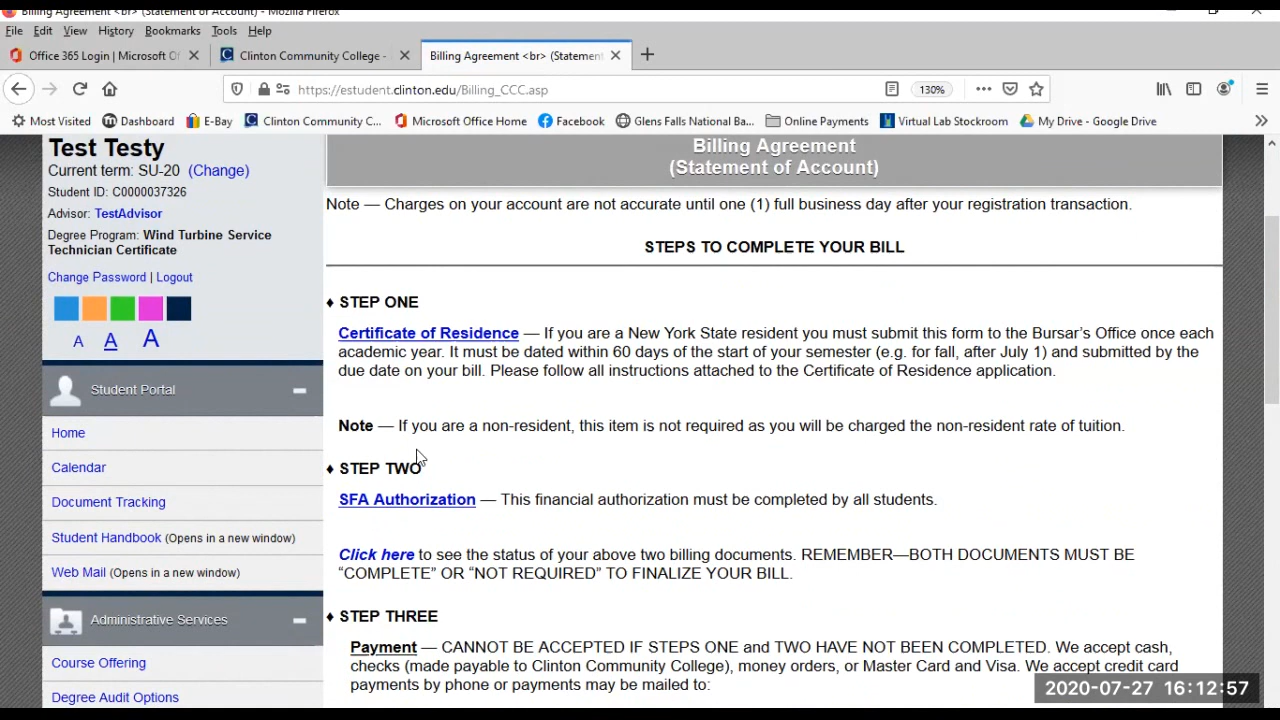 Billing Agreement <br> (Statement of Account) - Mozilla Firefox
File Edit View History Bookmarks Tools Help
Office 365 Login | Microsoft Of
Clinton Community College -
Billing Agreement <br> (Statement
https://estudent.clinton.edu/Billing_CCC.asp
130%
Most Visited Dashboard E-Bay Clinton Community C... Microsoft Office Home Facebook Glens Falls National Ba... Online Payments Virtual Lab Stockroom My Drive - Google Drive
Test Testy
Current term: SU-20 (Change)
Student ID: C0000037326
Advisor: TestAdvisor
Degree Program: Wind Turbine Service
Technician Certificate
Change Password | Logout
A A A
Student Portal
Home
Calendar
Document Tracking
Student Handbook (Opens in a new window)
Web Mail (Opens in a new window)
Administrative Services
Course Offering
Degree Audit Options
Billing Agreement
(Statement of Account)
Note — Charges on your account are not accurate until one (1) full business day after your registration transaction.
STEPS TO COMPLETE YOUR BILL
♦ STEP ONE
Certificate of Residence — If you are a New York State resident you must submit this form to the Bursar’s Office once each
academic year. It must be dated within 60 days of the start of your semester (e.g. for fall, after July 1) and submitted by the
due date on your bill. Please follow all instructions attached to the Certificate of Residence application.
Note — If you are a non-resident, this item is not required as you will be charged the non-resident rate of tuition.
♦ STEP TWO
SFA Authorization — This financial authorization must be completed by all students.
Click here to see the status of your above two billing documents. REMEMBER—BOTH DOCUMENTS MUST BE
“COMPLETE” OR “NOT REQUIRED” TO FINALIZE YOUR BILL.
♦ STEP THREE
Payment — CANNOT BE ACCEPTED IF STEPS ONE and TWO HAVE NOT BEEN COMPLETED. We accept cash,
checks (made payable to Clinton Community College), money orders, or Master Card and Visa. We accept credit card
payments by phone or payments may be mailed to:
2020-07-27 16:12:57